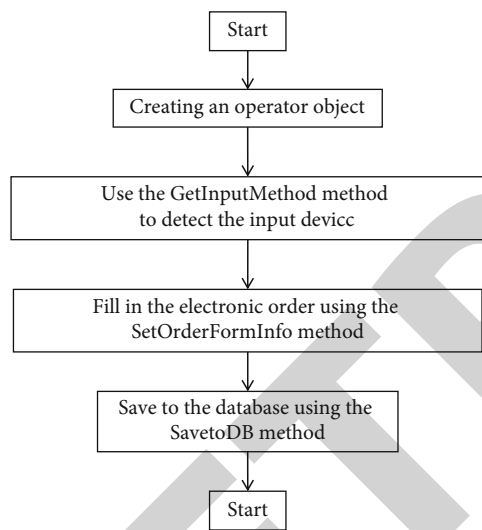 Start
Creating an operator object
Use the GetInputMethod method
to detect the input devicc
Fill in the electronic order using the
SetOrderFormInfo method
Save to the database using the
SavetoDB method
Start